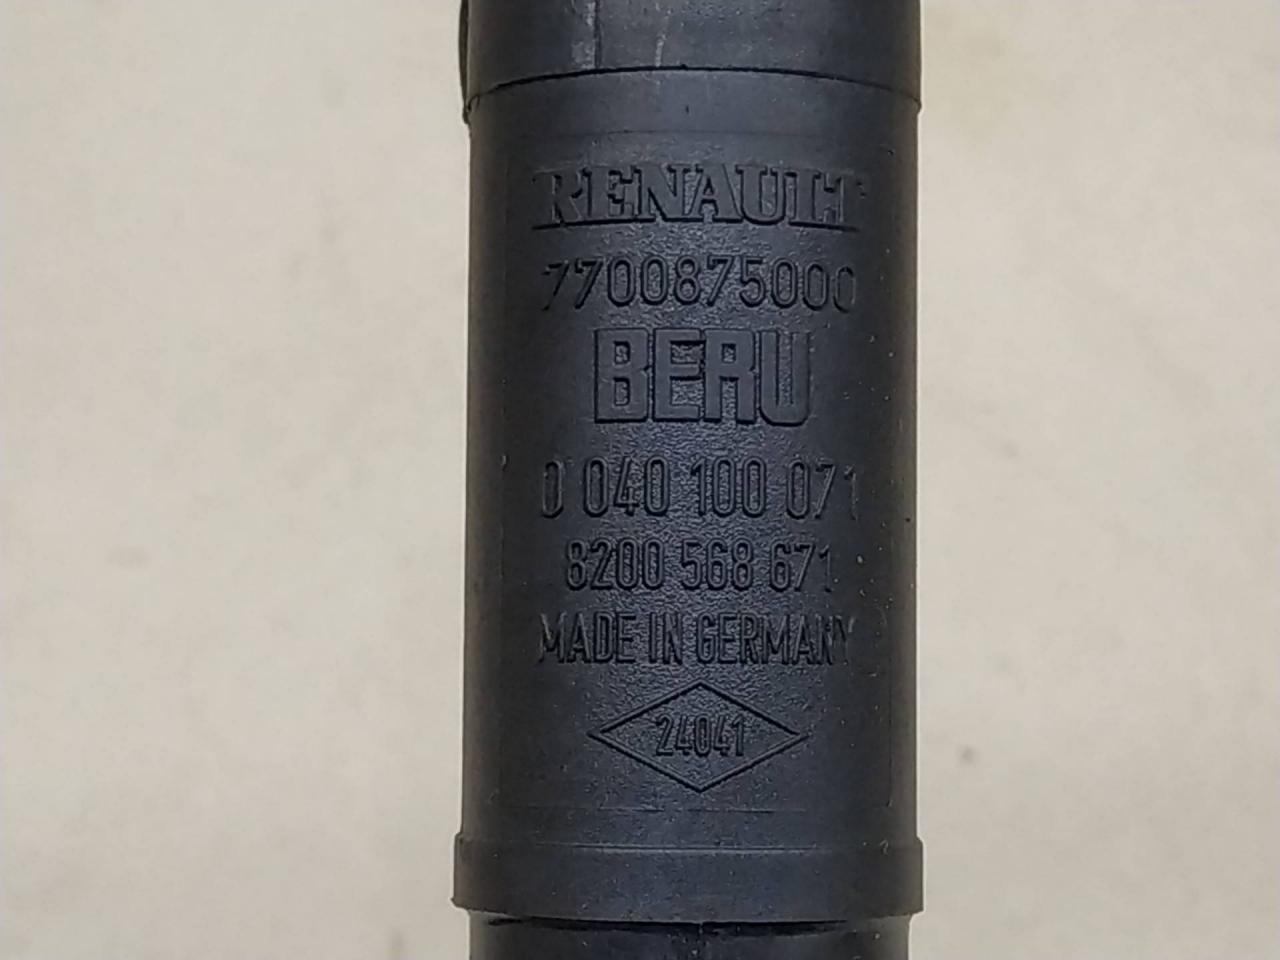 RENAULT
7700875000
BERU
0 040 100 071
8200 568 671
MADE IN GERMANY
24041